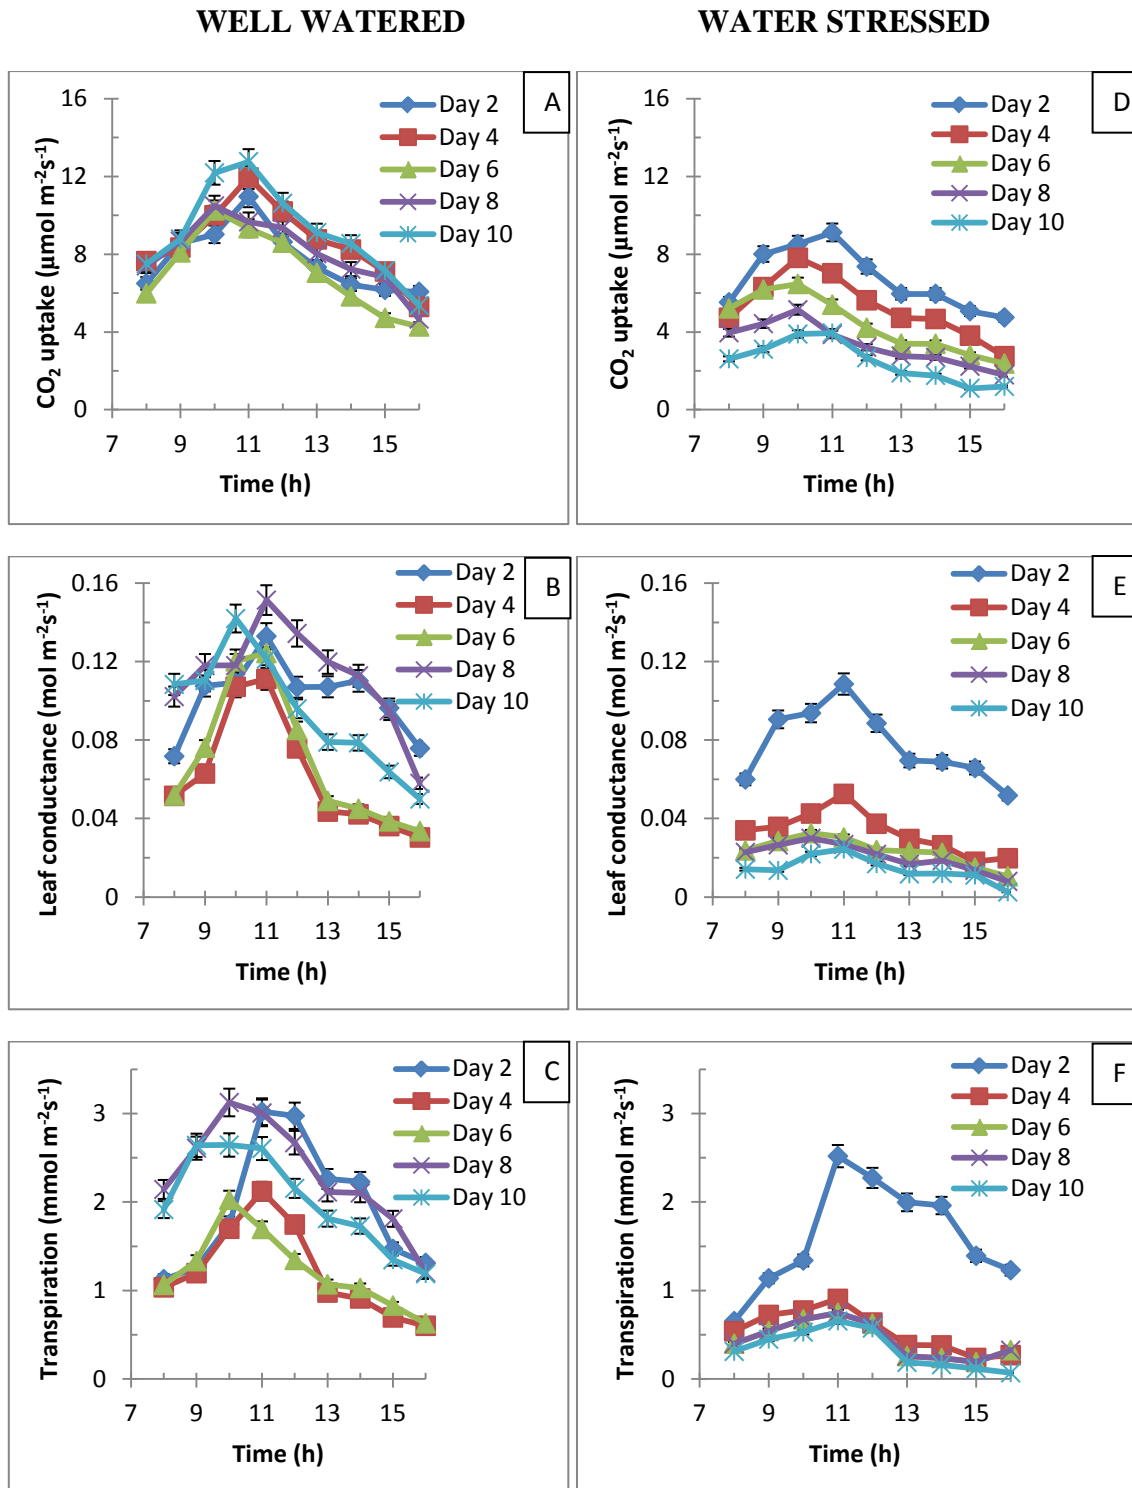 WELL WATERED
WATER STRESSED
A
Day 2
Day 4
Day 6
Day 8
Day 10
CO₂ uptake (µmol m⁻²s⁻¹)
16
12
8
4
0
7 9 11 13 15
Time (h)
D
Day 2
Day 4
Day 6
Day 8
Day 10
CO₂ uptake (µmol m⁻²s⁻¹)
16
12
8
4
0
7 9 11 13 15
Time (h)
B
Day 2
Day 4
Day 6
Day 8
Day 10
Leaf conductance (mol m⁻²s⁻¹)
0.16
0.12
0.08
0.04
0
7 9 11 13 15
Time (h)
E
Day 2
Day 4
Day 6
Day 8
Day 10
Leaf conductance (mol m⁻²s⁻¹)
0.16
0.12
0.08
0.04
0
7 9 11 13 15
Time (h)
C
Day 2
Day 4
Day 6
Day 8
Day 10
Transpiration (mmol m⁻²s⁻¹)
3
2
1
0
7 9 11 13 15
Time (h)
F
Day 2
Day 4
Day 6
Day 8
Day 10
Transpiration (mmol m⁻²s⁻¹)
3
2
1
0
7 9 11 13 15
Time (h)